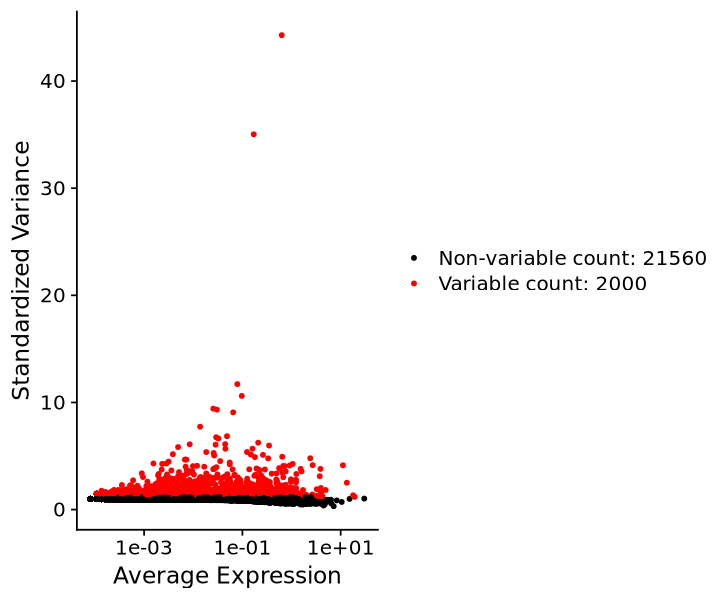 Standardized Variance
40
30
20
10
0
1e-03
1e-01
1e+01
Average Expression
Non-variable count: 21560
Variable count: 2000